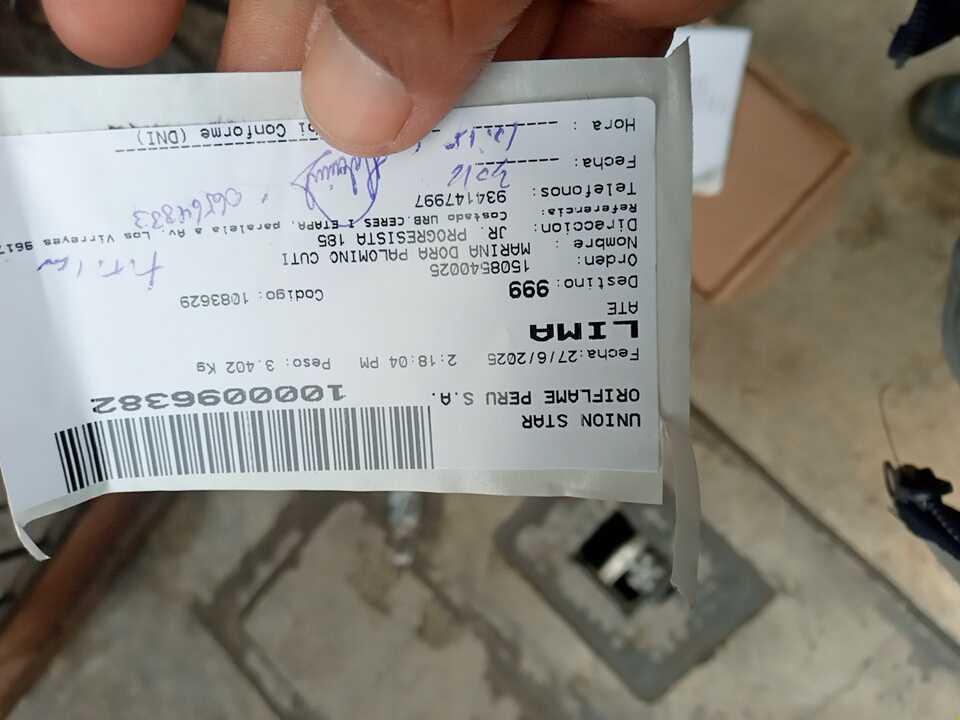 UNION STAR
ORIFLAME PERU S.A.
1000096382
Fecha:27/6/2025 2:18:04 PM Peso: 3.402 Kg
LIMA
ATE
Destino: 999 Codigo: 1083629
Orden: 1508540025
Nombre: MARINA DORA PALOMINO CUTI
Direccion: JR. PROGRESISTA 185
Referencia: Costado URB.CERES I ETAPA, paralela a Av Los Virreyes 9617
Telefonos: 934147997
Fecha :
Hora : Conforme (DNI)